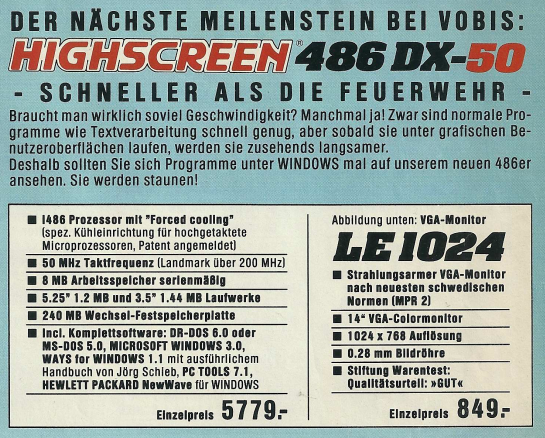 DER NÄCHSTE MEILENSTEIN BEI VOBIS:
HIGHSCREEN® 486 DX-50
- SCHNELLER ALS DIE FEUERWEHR -
Braucht man wirklich soviel Geschwindigkeit? Manchmal ja! Zwar sind normale Pro-
gramme wie Textverarbeitung schnell genug, aber sobald sie unter grafischen Be-
nutzeroberflächen laufen, werden sie zusehends langsamer.
Deshalb sollten Sie sich Programme unter WINDOWS mal auf unserem neuen 486er
ansehen. Sie werden staunen!
■ I486 Prozessor mit "Forced cooling"
(spez. Kühleinrichtung für hochgetaktete
Microprozessoren, Patent angemeldet)
■ 50 MHz Taktfrequenz (Landmark über 200 MHz)
■ 8 MB Arbeitsspeicher serienmäßig
■ 5.25" 1.2 MB und 3.5" 1.44 MB Laufwerke
■ 240 MB Wechsel-Festspeicherplatte
■ Incl. Komplettsoftware: DR-DOS 6.0 oder
MS-DOS 5.0, MICROSOFT WINDOWS 3.0,
WAYS for WINDOWS 1.1 mit ausführlichem
Handbuch von Jörg Schieb, PC TOOLS 7.1,
HEWLETT PACKARD NewWave für WINDOWS
Einzelpreis 5779.-
Abbildung unten: VGA-Monitor
LE 1024
■ Strahlungsarmer VGA-Monitor
nach neuesten schwedischen
Normen (MPR 2)
■ 14" VGA-Colormonitor
■ 1024 x 768 Auflösung
■ 0.28 mm Bildröhre
■ Stiftung Warentest:
Qualitätsurteil: »GUT«
Einzelpreis 849.-